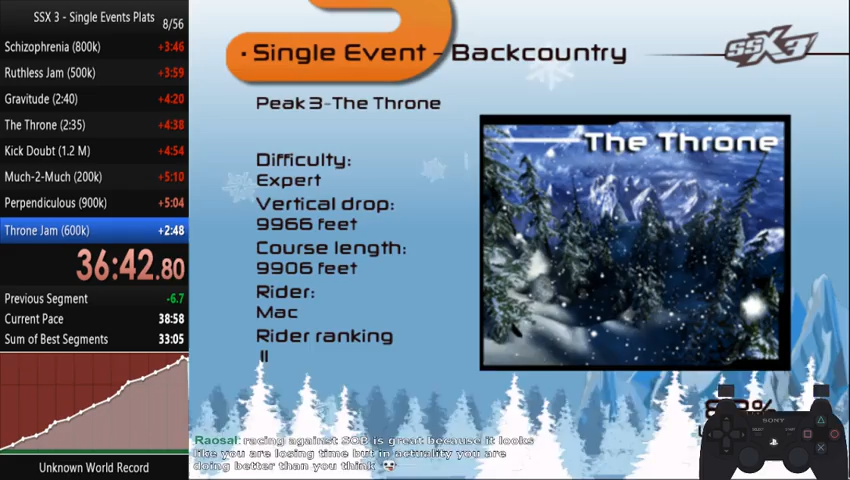 SSX 3 - Single Events Plats
8/56
Schizophrenia (800k) +3:46
Ruthless Jam (500k) +3:59
Gravitude (2:40) +4:20
The Throne (2:35) +4:38
Kick Doubt (1.2 M) +4:54
Much-2-Much (200k) +5:10
Perpendiculous (900k) +5:04
Throne Jam (600k) +2:48
36:42.80
Previous Segment -6.7
Current Pace 38:58
Sum of Best Segments 33:05
Unknown World Record
· Single Event - Backcountry
SSX3
Peak 3-The Throne
The Throne
Difficulty:
Expert
Vertical drop:
9966 feet
Course length:
9906 feet
Rider:
Mac
Rider ranking
Raosal: racing against SOB is great because it looks
like you are losing time but in actuality you are
doing better than you think
SONY